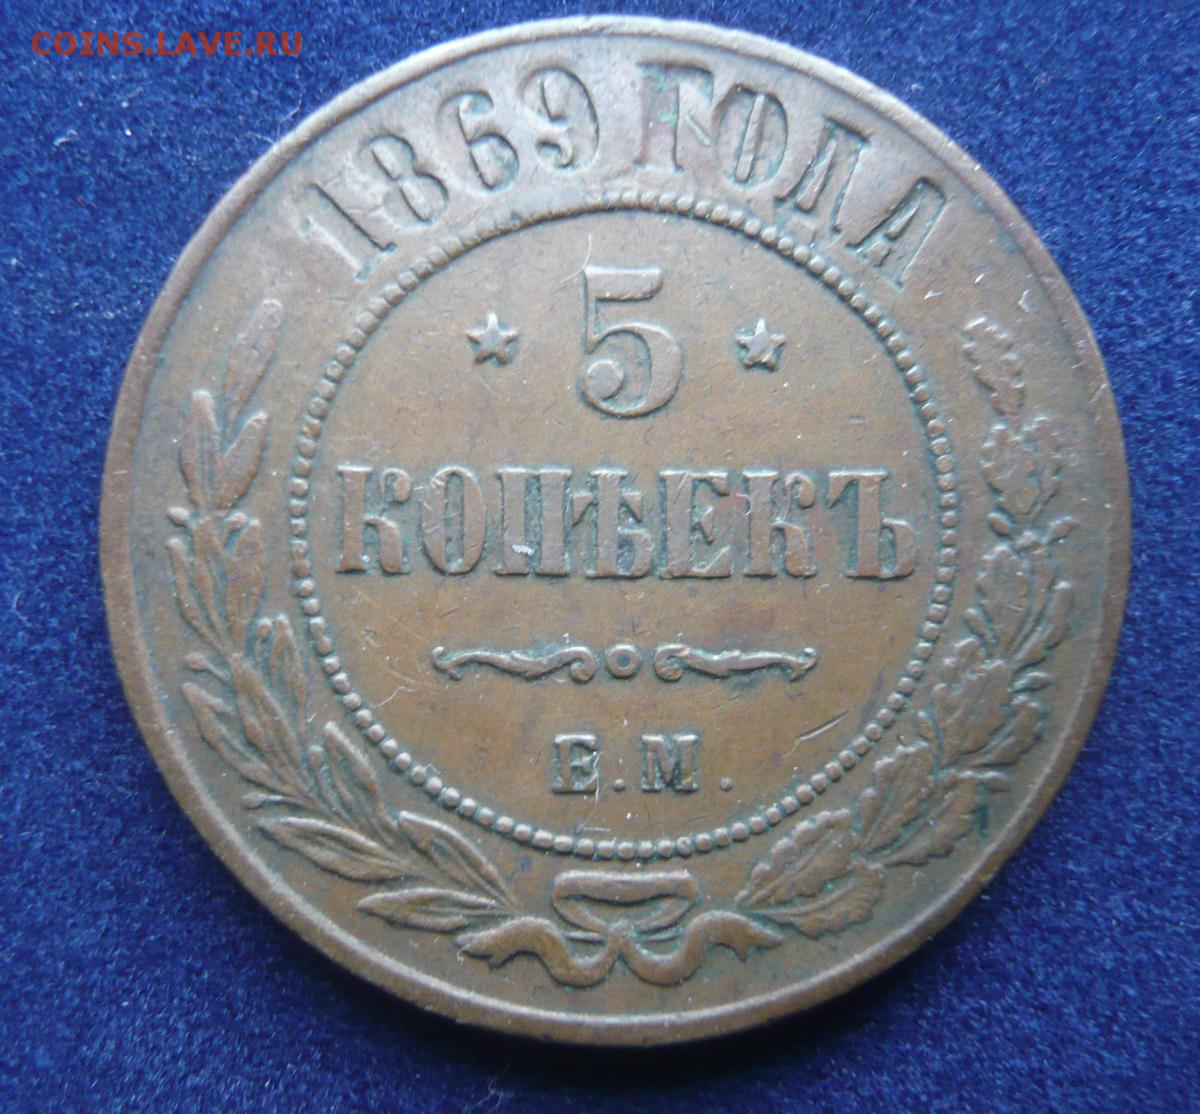 COINS.LAVE.RU
1869 ГОДА
5
КОПѢЕКЪ
Е.М.